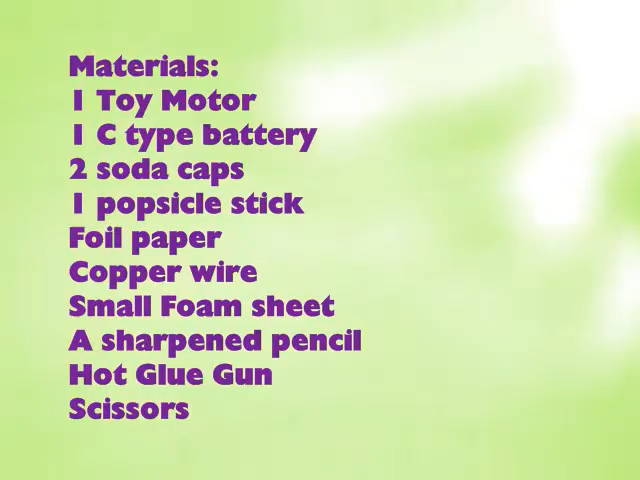 Materials:
1 Toy Motor
1 C type battery
2 soda caps
1 popsicle stick
Foil paper
Copper wire
Small Foam sheet
A sharpened pencil
Hot Glue Gun
Scissors